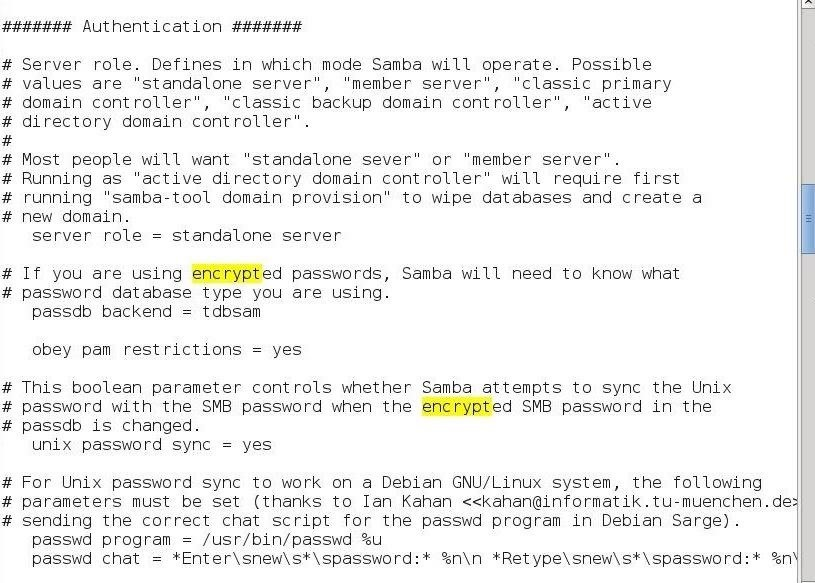 ####### Authentication #######
# Server role. Defines in which mode Samba will operate. Possible
# values are "standalone server", "member server", "classic primary
# domain controller", "classic backup domain controller", "active
# directory domain controller".
#
# Most people will want "standalone sever" or "member server".
# Running as "active directory domain controller" will require first
# running "samba-tool domain provision" to wipe databases and create a
# new domain.
server role = standalone server
# If you are using encrypted passwords, Samba will need to know what
# password database type you are using.
passdb backend = tdbsam
obey pam restrictions = yes
# This boolean parameter controls whether Samba attempts to sync the Unix
# password with the SMB password when the encrypted SMB password in the
# passdb is changed.
unix password sync = yes
# For Unix password sync to work on a Debian GNU/Linux system, the following
# parameters must be set (thanks to Ian Kahan <<kahan@informatik.tu-muenchen.de>
# sending the correct chat script for the passwd program in Debian Sarge).
passwd program = /usr/bin/passwd %u
passwd chat = *Enter\snew\s*\spassword:* %n\n *Retype\snew\s*\spassword:* %n\